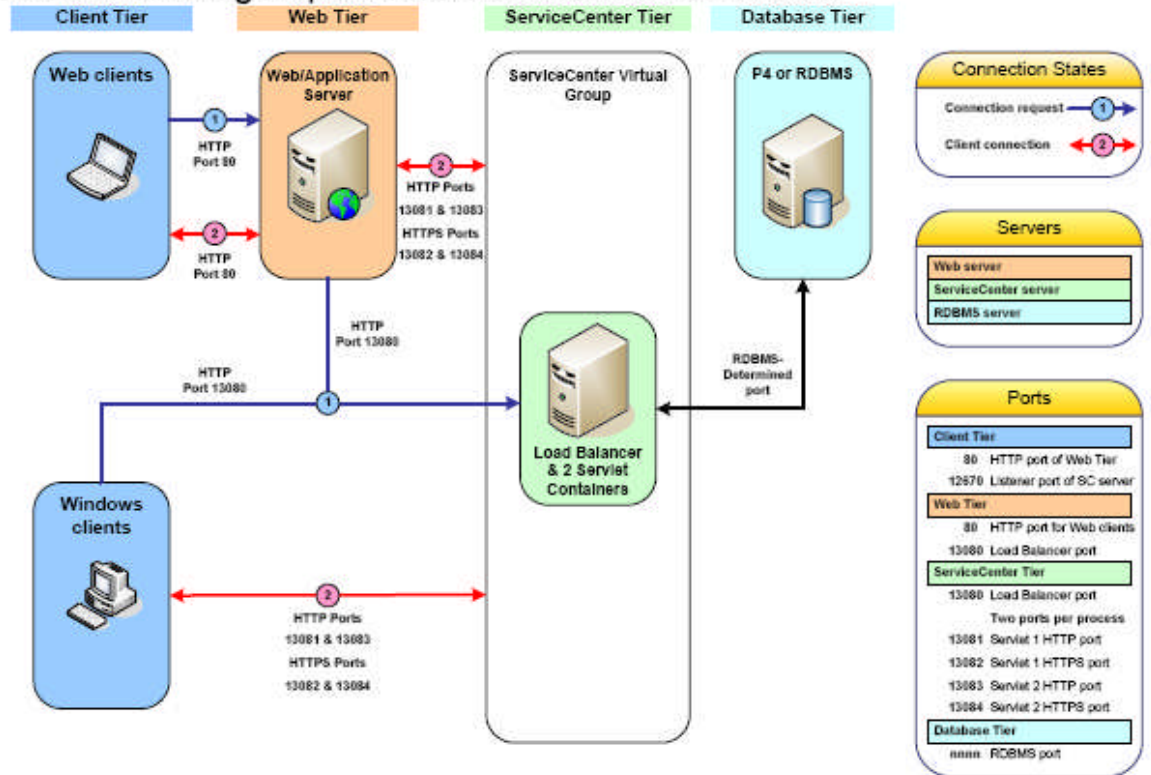 Client Tier
Web Tier
ServiceCenter Tier
Database Tier
Web clients
1
HTTP
Port 80
2
HTTP
Port 80
Web/Application
Server
2
HTTP Ports
13081 & 13083
HTTPS Ports
13082 & 13084
HTTP
Port 13080
HTTP
Port 13080
1
ServiceCenter Virtual
Group
Load Balancer
& 2 Servlet
Containers
P4 or RDBMS
RDBMS-
Determined
port
Windows
clients
2
HTTP Ports
13081 & 13083
HTTPS Ports
13082 & 13084
Connection States
Connection request 1
Client connection 2
Servers
Web server
ServiceCenter server
RDBMS server
Ports
Client Tier
80 HTTP port of Web Tier
12670 Listener port of SC server
Web Tier
80 HTTP port for Web clients
13080 Load Balancer port
ServiceCenter Tier
13080 Load Balancer port
Two ports per process
13081 Servlet 1 HTTP port
13082 Servlet 1 HTTPS port
13083 Servlet 2 HTTP port
13084 Servlet 2 HTTPS port
Database Tier
nnnn RDBMS port